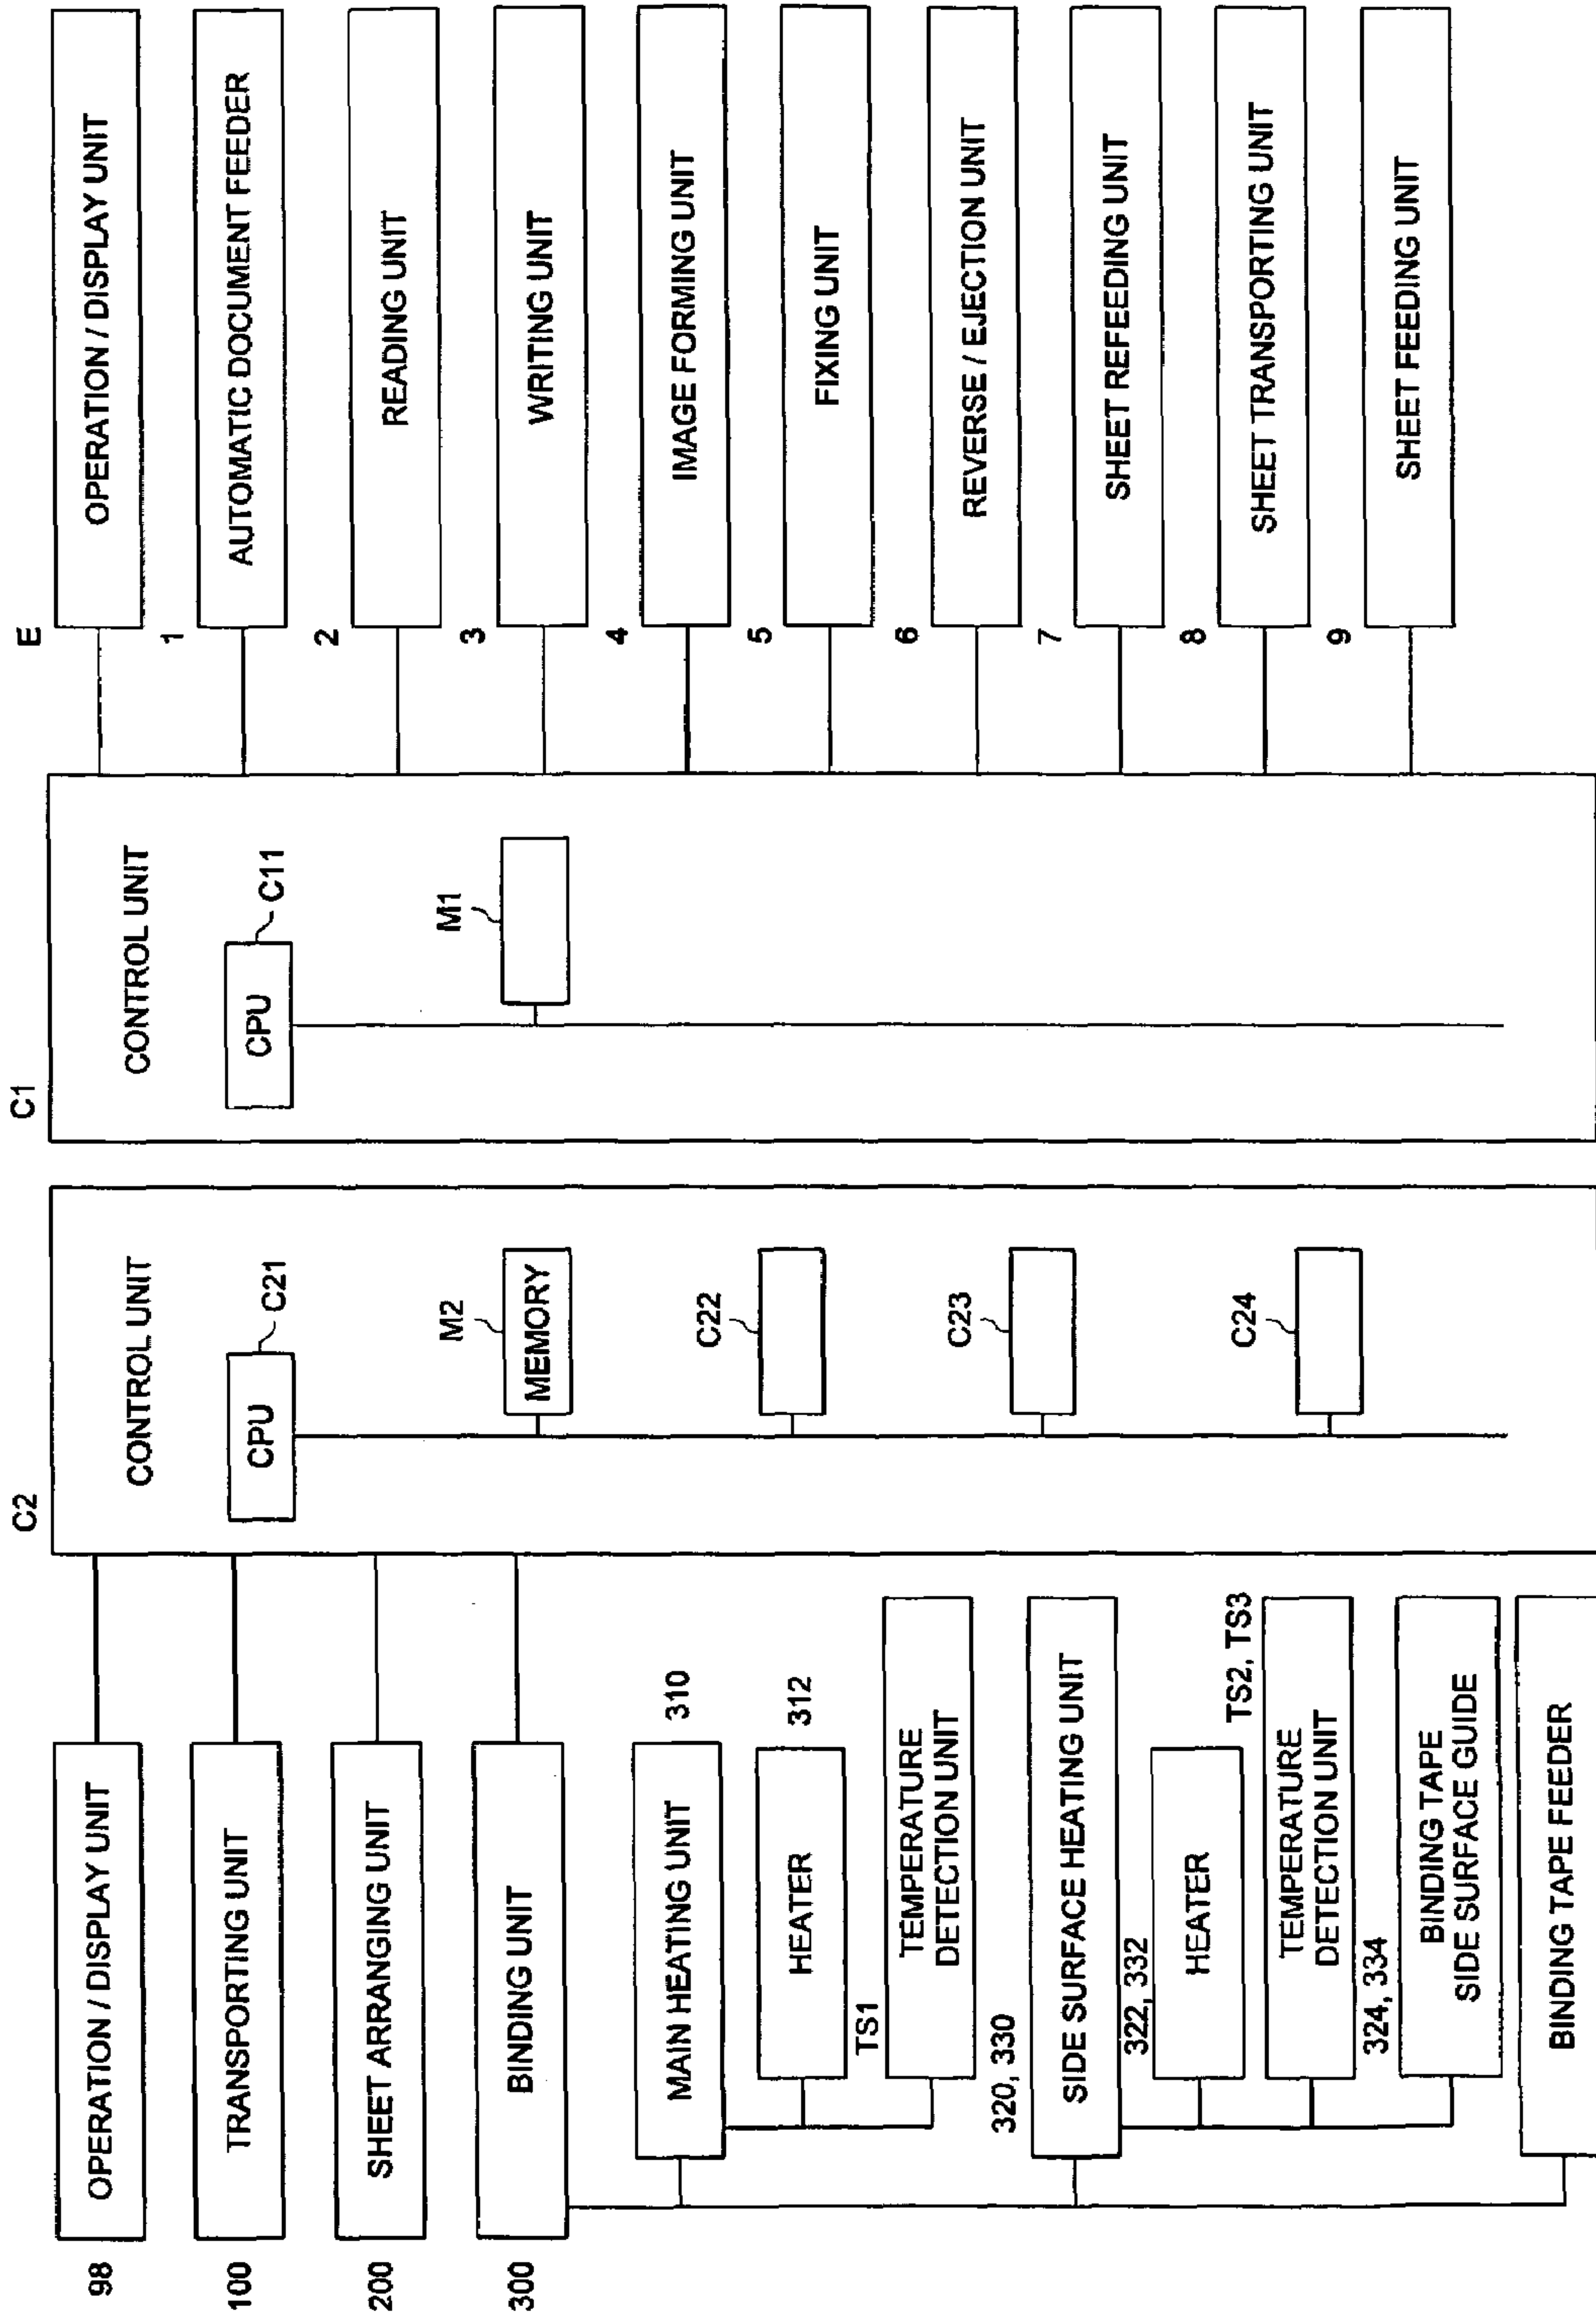 98
OPERATION / DISPLAY UNIT
100
TRANSPORTING UNIT
200
SHEET ARRANGING UNIT
300
BINDING UNIT
MAIN HEATING UNIT
310
HEATER
312
TS1
TEMPERATURE
DETECTION UNIT
320, 330
SIDE SURFACE HEATING UNIT
322, 332
HEATER
TS2, TS3
TEMPERATURE
DETECTION UNIT
324, 334
BINDING TAPE
SIDE SURFACE GUIDE
BINDING TAPE FEEDER
C2
CONTROL UNIT
CPU
C21
M2
MEMORY
C22
C23
C24
C1
CONTROL UNIT
CPU
C11
M1
E
OPERATION / DISPLAY UNIT
1
AUTOMATIC DOCUMENT FEEDER
2
READING UNIT
3
WRITING UNIT
4
IMAGE FORMING UNIT
5
FIXING UNIT
6
REVERSE / EJECTION UNIT
7
SHEET REFEEDING UNIT
8
SHEET TRANSPORTING UNIT
9
SHEET FEEDING UNIT